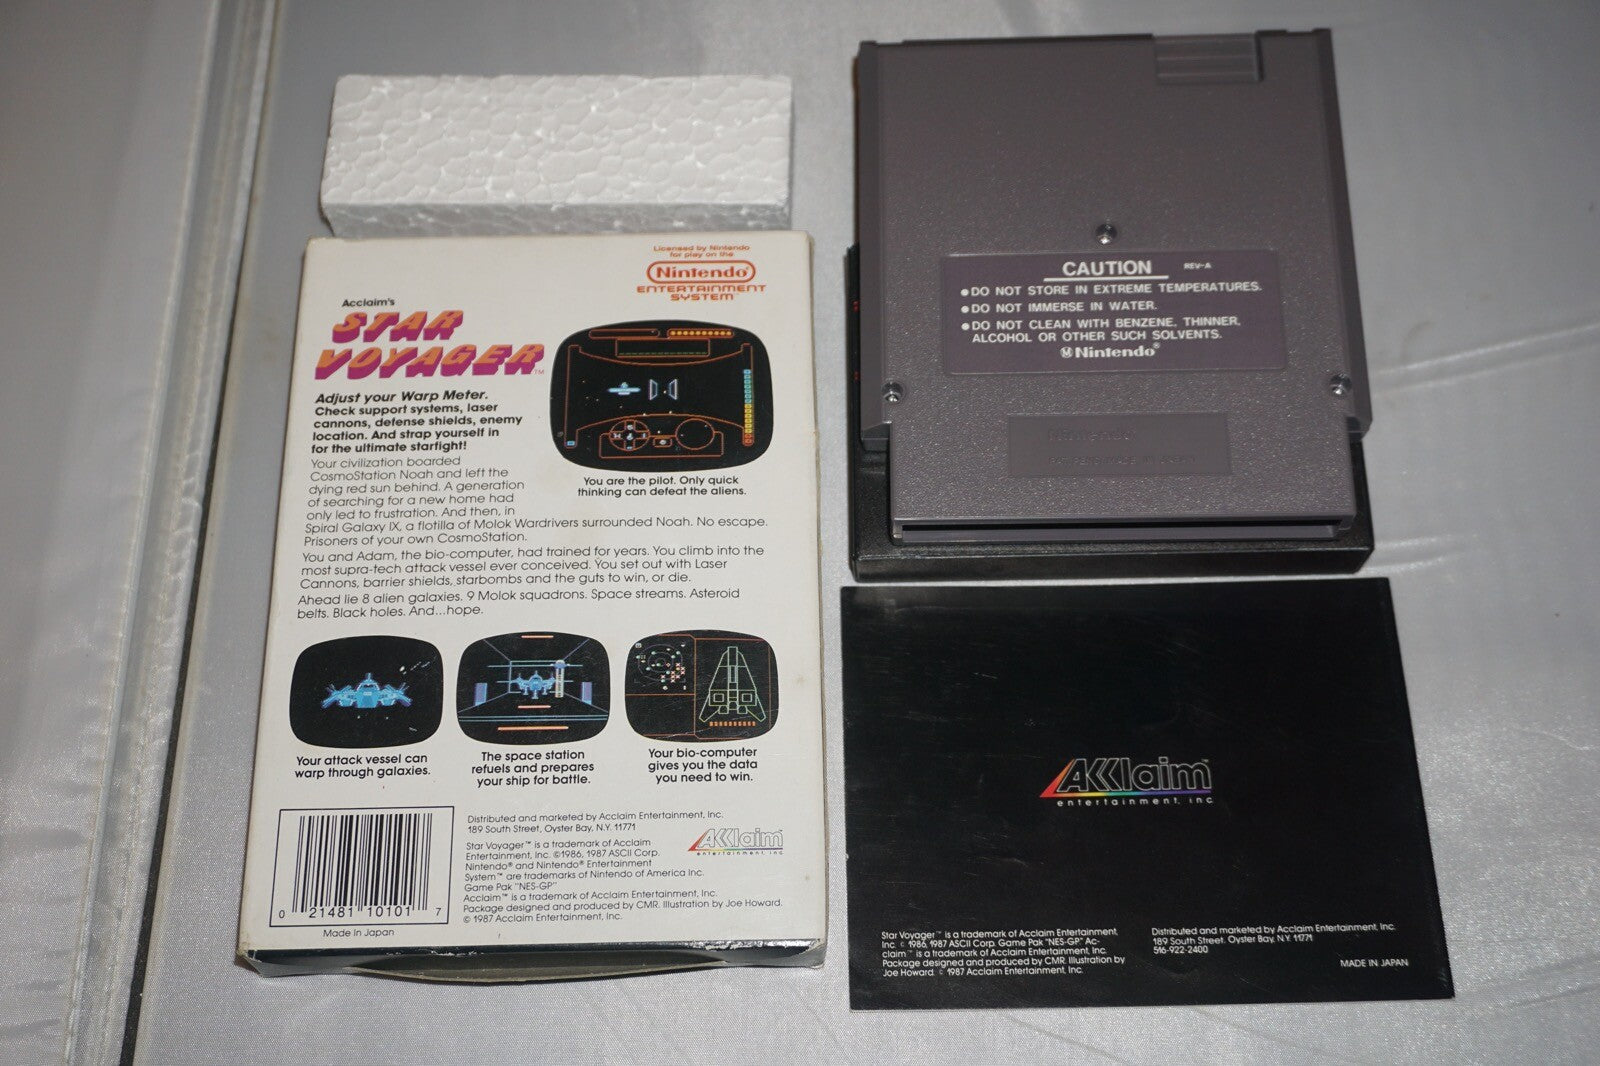 Licensed by Nintendo
for play on the
Nintendo®
ENTERTAINMENT
SYSTEM™
Acclaim's
STAR
VOYAGER™
Adjust your Warp Meter.
Check support systems, laser
cannons, defense shields, enemy
location. And strap yourself in
for the ultimate starfight!
Your civilization boarded
CosmoStation Noah and left the
dying red sun behind. A generation
of searching for a new home had
only led to frustration. And then, in
Spiral Galaxy IX, a flotilla of Molok Wardrivers surrounded Noah. No escape.
Prisoners of your own CosmoStation.
You and Adam, the bio-computer, had trained for years. You climb into the
most supra-tech attack vessel ever conceived. You set out with Laser
Cannons, barrier shields, starbombs and the guts to win, or die.
Ahead lie 8 alien galaxies. 9 Molok squadrons. Space streams. Asteroid
belts. Black holes. And...hope.
You are the pilot. Only quick
thinking can defeat the aliens.
Your attack vessel can
warp through galaxies.
The space station
refuels and prepares
your ship for battle.
Your bio-computer
gives you the data
you need to win.
0 21481 10101 7
Made in Japan
Distributed and marketed by Acclaim Entertainment, Inc.
189 South Street, Oyster Bay, N.Y. 11771
Star Voyager™ is a trademark of Acclaim
Entertainment, Inc. ©1986, 1987 ASCII Corp.
Nintendo® and Nintendo® Entertainment
System™ are trademarks of Nintendo of America Inc.
Game Pak "NES-GP"
Acclaim™ is a trademark of Acclaim Entertainment, Inc.
Package designed and produced by CMR. Illustration by Joe Howard.
© 1987 Acclaim Entertainment, Inc.
AKKlaim™
entertainment, inc.
CAUTION REV-A
●DO NOT STORE IN EXTREME TEMPERATURES.
●DO NOT IMMERSE IN WATER.
●DO NOT CLEAN WITH BENZENE, THINNER,
ALCOHOL OR OTHER SUCH SOLVENTS.
Ⓜ Nintendo®
Nintendo
AKKlaim™
entertainment, inc.
Star Voyager™ is a trademark of Acclaim Entertainment,
Inc. © 1986, 1987 ASCII Corp. Game Pak "NES-GP" Ac-
claim™ is a trademark of Acclaim Entertainment, Inc.
Package designed and produced by CMR. Illustration by
Joe Howard. © 1987 Acclaim Entertainment, Inc.
Distributed and marketed by Acclaim Entertainment, Inc.
189 South Street, Oyster Bay, N.Y. 11771
516-922-2400
MADE IN JAPAN